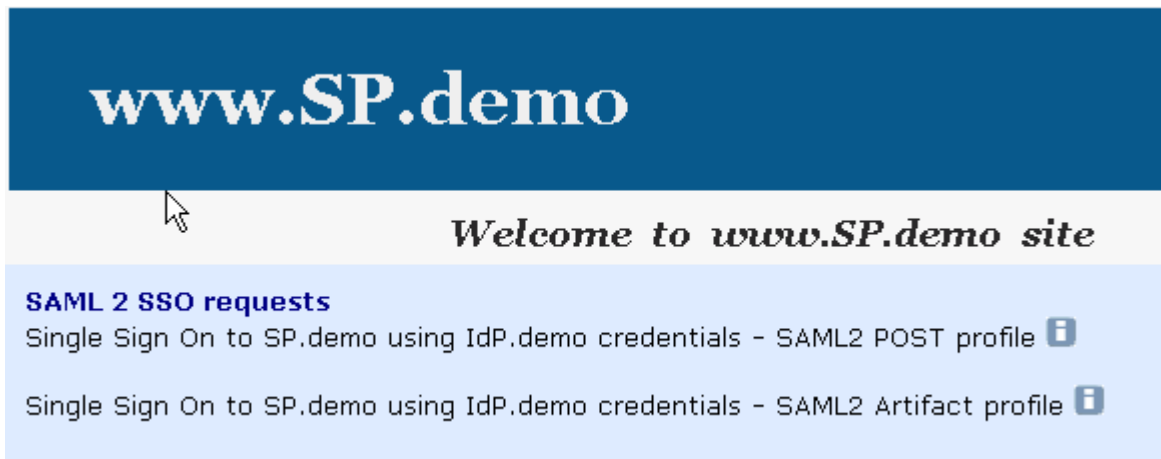 www.SP.demo
Welcome to www.SP.demo site
SAML 2 SSO requests
Single Sign On to SP.demo using IdP.demo credentials - SAML2 POST profile
Single Sign On to SP.demo using IdP.demo credentials - SAML2 Artifact profile